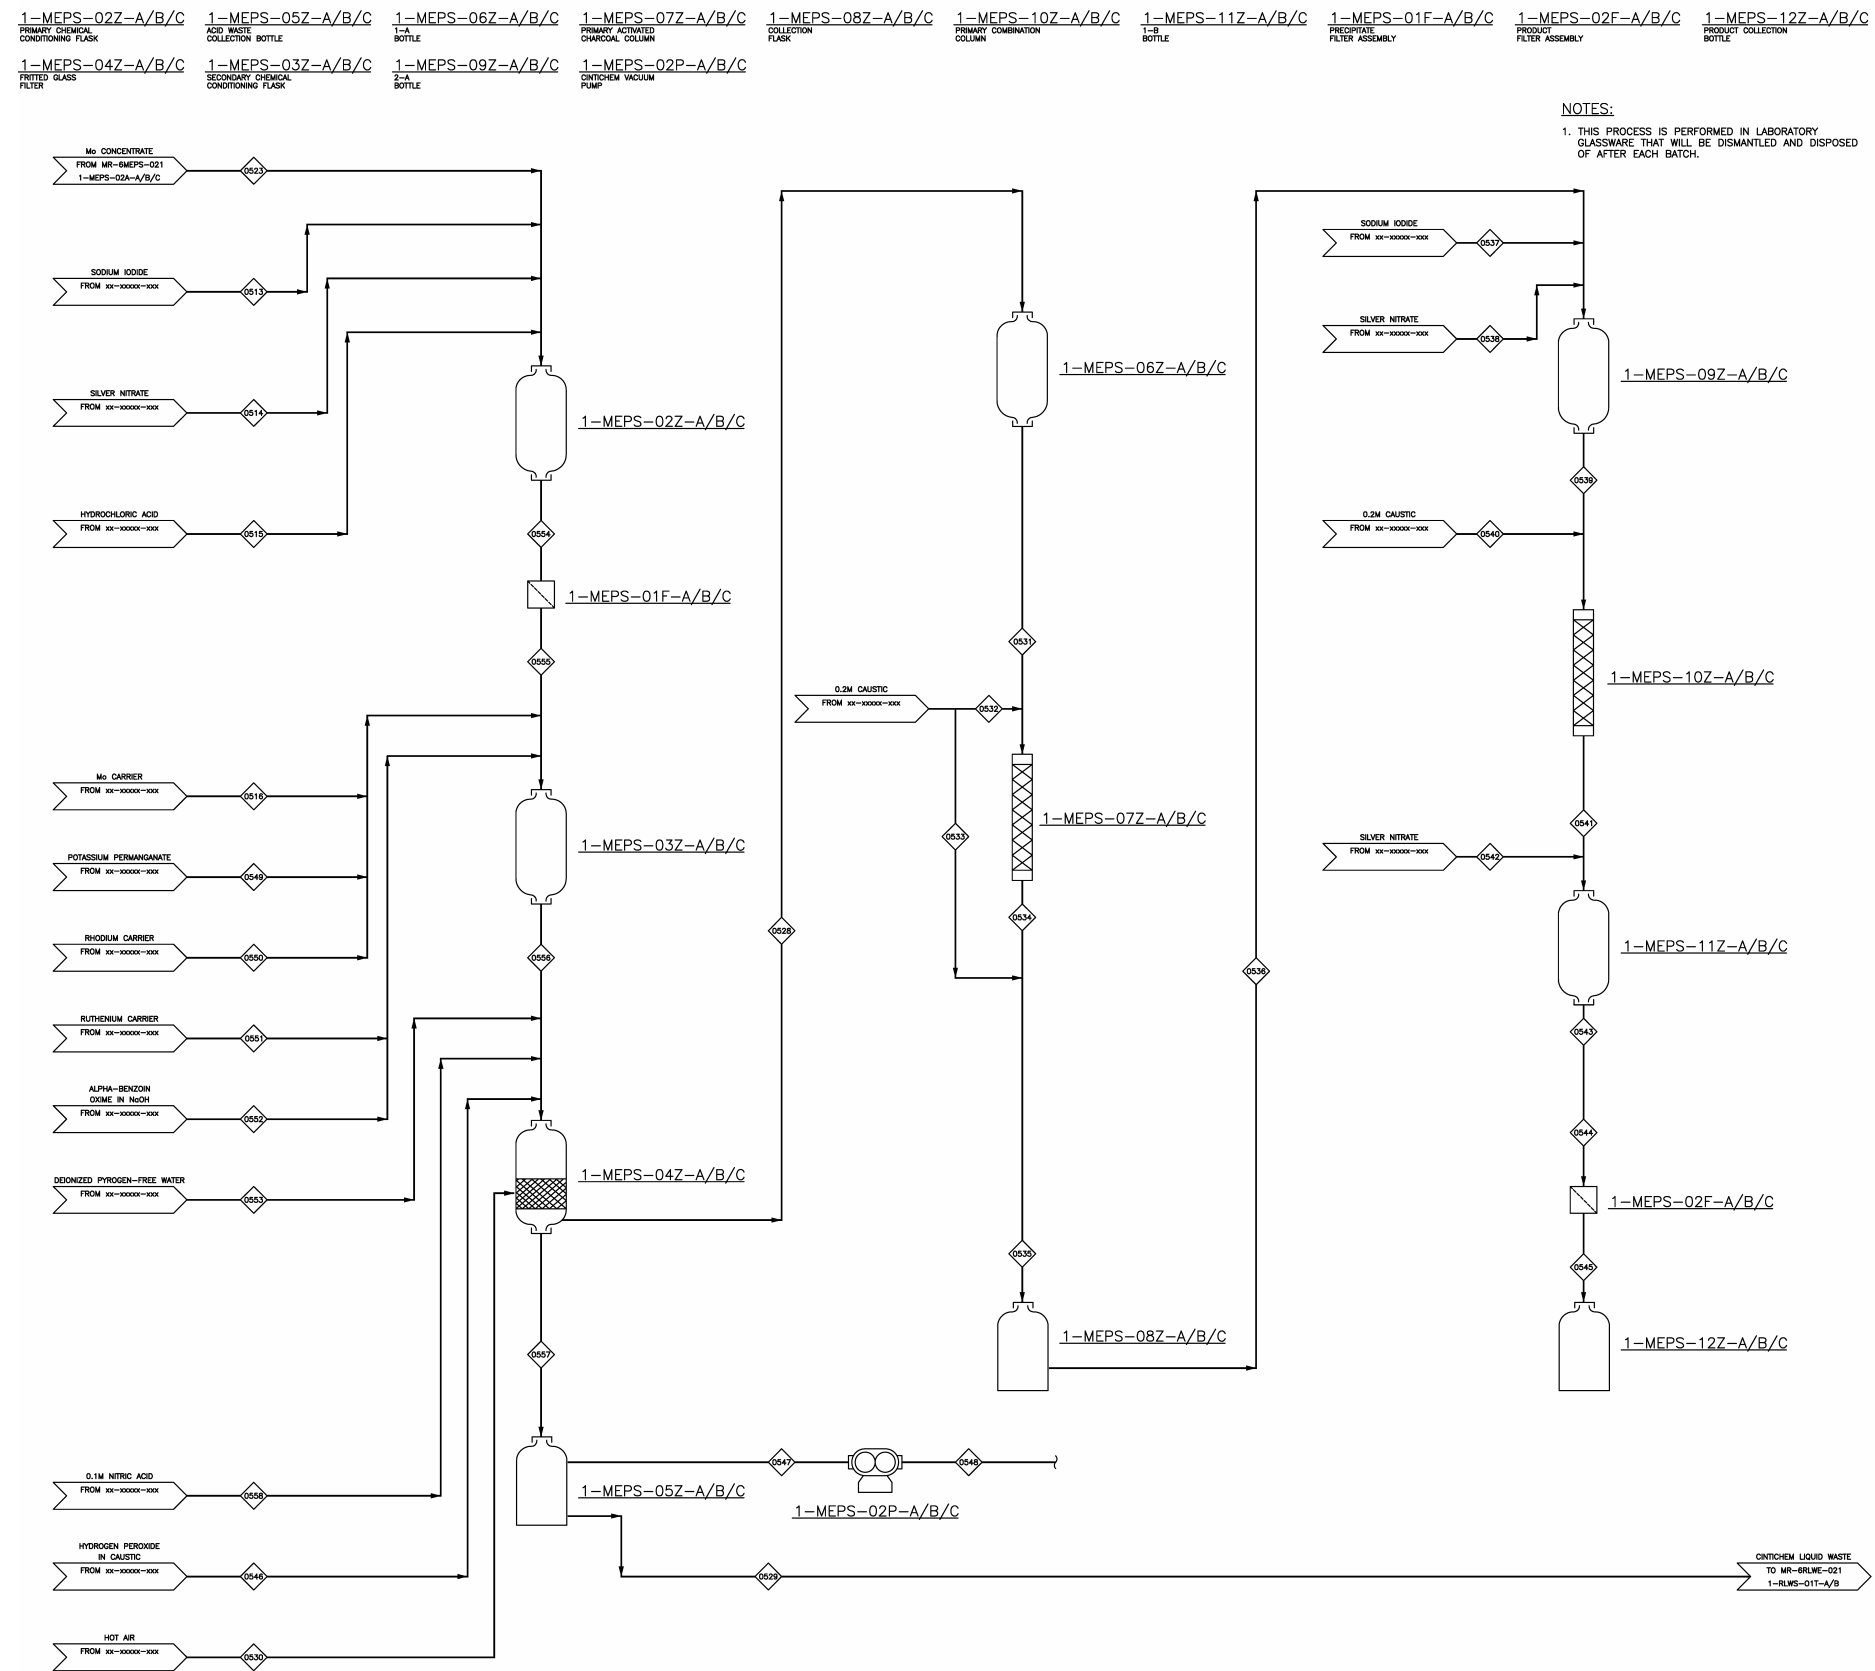 1-MEPS-02Z-A/B/C
PRIMARY CHEMICAL
CONDITIONING FLASK
1-MEPS-05Z-A/B/C
ACID WASTE
COLLECTION BOTTLE
1-MEPS-06Z-A/B/C
1-A
BOTTLE
1-MEPS-07Z-A/B/C
PRIMARY ACTIVATED
CHARCOAL COLUMN
1-MEPS-08Z-A/B/C
COLLECTION
FLASK
1-MEPS-10Z-A/B/C
PRIMARY COMBINATION
COLUMN
1-MEPS-11Z-A/B/C
1-B
BOTTLE
1-MEPS-01F-A/B/C
PRECIPITATE
FILTER ASSEMBLY
1-MEPS-02F-A/B/C
PRODUCT
FILTER ASSEMBLY
1-MEPS-12Z-A/B/C
PRODUCT COLLECTION
BOTTLE
1-MEPS-04Z-A/B/C
FRITTED GLASS
FILTER
1-MEPS-03Z-A/B/C
SECONDARY CHEMICAL
CONDITIONING FLASK
1-MEPS-09Z-A/B/C
2-A
BOTTLE
1-MEPS-02P-A/B/C
CINTICHEM VACUUM
PUMP
NOTES:
1. THIS PROCESS IS PERFORMED IN LABORATORY
GLASSWARE THAT WILL BE DISMANTLED AND DISPOSED
OF AFTER EACH BATCH.
Mo CONCENTRATE
FROM MR-6MEPS-021
1-MEPS-02A-A/B/C
0523
SODIUM IODIDE
FROM xx-xxxxx-xxx
0513
SILVER NITRATE
FROM xx-xxxxx-xxx
0514
HYDROCHLORIC ACID
FROM xx-xxxxx-xxx
0515
1-MEPS-02Z-A/B/C
0554
1-MEPS-01F-A/B/C
0555
Mo CARRIER
FROM xx-xxxxx-xxx
0516
POTASSIUM PERMANGANATE
FROM xx-xxxxx-xxx
0549
RHODIUM CARRIER
FROM xx-xxxxx-xxx
0550
RUTHENIUM CARRIER
FROM xx-xxxxx-xxx
0551
ALPHA-BENZOIN
OXIME IN NaOH
FROM xx-xxxxx-xxx
0552
DEIONIZED PYROGEN-FREE WATER
FROM xx-xxxxx-xxx
0553
1-MEPS-03Z-A/B/C
0556
1-MEPS-04Z-A/B/C
0557
0.1M NITRIC ACID
FROM xx-xxxxx-xxx
0558
HYDROGEN PEROXIDE
IN CAUSTIC
FROM xx-xxxxx-xxx
0546
HOT AIR
FROM xx-xxxxx-xxx
0530
1-MEPS-05Z-A/B/C
0547
0548
1-MEPS-02P-A/B/C
0529
CINTICHEM LIQUID WASTE
TO MR-6RLWE-021
1-RLWS-01T-A/B
0528
1-MEPS-06Z-A/B/C
0531
0.2M CAUSTIC
FROM xx-xxxxx-xxx
0532
0533
1-MEPS-07Z-A/B/C
0534
0535
1-MEPS-08Z-A/B/C
0536
SODIUM IODIDE
FROM xx-xxxxx-xxx
0537
SILVER NITRATE
FROM xx-xxxxx-xxx
0538
1-MEPS-09Z-A/B/C
0539
0.2M CAUSTIC
FROM xx-xxxxx-xxx
0540
1-MEPS-10Z-A/B/C
0541
SILVER NITRATE
FROM xx-xxxxx-xxx
0542
1-MEPS-11Z-A/B/C
0543
0544
1-MEPS-02F-A/B/C
0545
1-MEPS-12Z-A/B/C